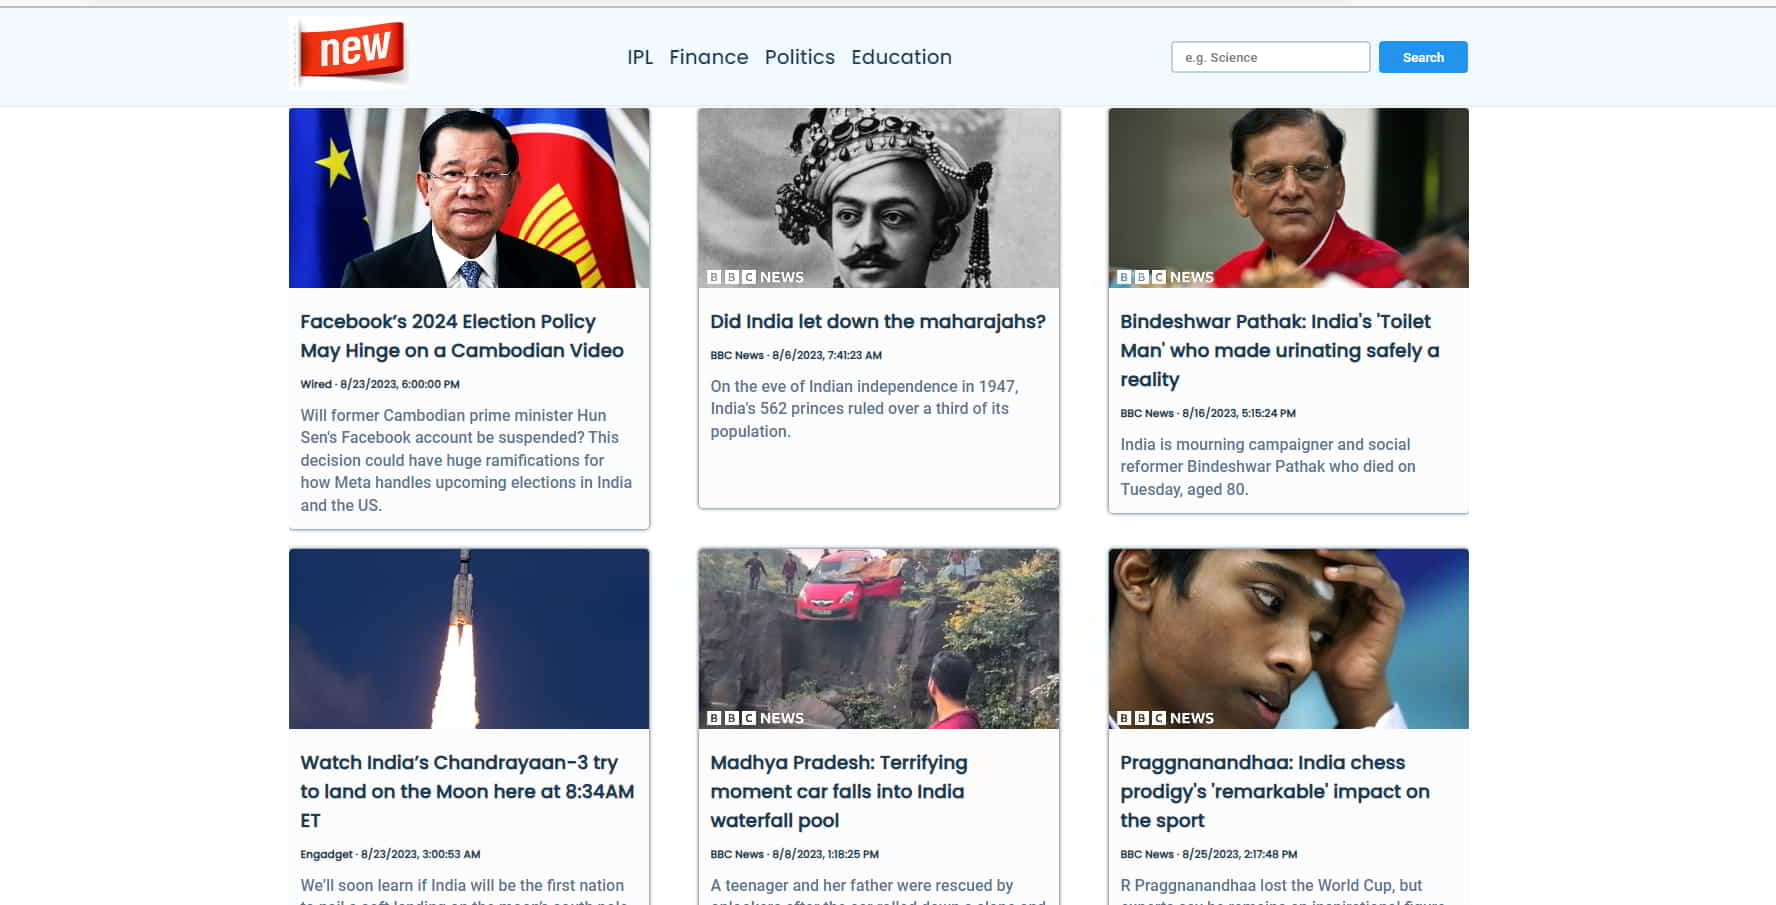 new
IPL Finance Politics Education
e.g. Science
Search
BBC NEWS
BBC NEWS
Facebook’s 2024 Election Policy
May Hinge on a Cambodian Video
Wired · 8/23/2023, 6:00:00 PM
Will former Cambodian prime minister Hun
Sen's Facebook account be suspended? This
decision could have huge ramifications for
how Meta handles upcoming elections in India
and the US.
Did India let down the maharajahs?
BBC News · 8/6/2023, 7:41:23 AM
On the eve of Indian independence in 1947,
India's 562 princes ruled over a third of its
population.
Bindeshwar Pathak: India's 'Toilet
Man' who made urinating safely a
reality
BBC News · 8/16/2023, 5:15:24 PM
India is mourning campaigner and social
reformer Bindeshwar Pathak who died on
Tuesday, aged 80.
BBC NEWS
BBC NEWS
Watch India’s Chandrayaan-3 try
to land on the Moon here at 8:34AM
ET
Engadget · 8/23/2023, 3:00:53 AM
We'll soon learn if India will be the first nation
Madhya Pradesh: Terrifying
moment car falls into India
waterfall pool
BBC News · 8/8/2023, 1:18:25 PM
A teenager and her father were rescued by
Praggnanandhaa: India chess
prodigy's 'remarkable' impact on
the sport
BBC News · 8/25/2023, 2:17:48 PM
R Praggnanandhaa lost the World Cup, but